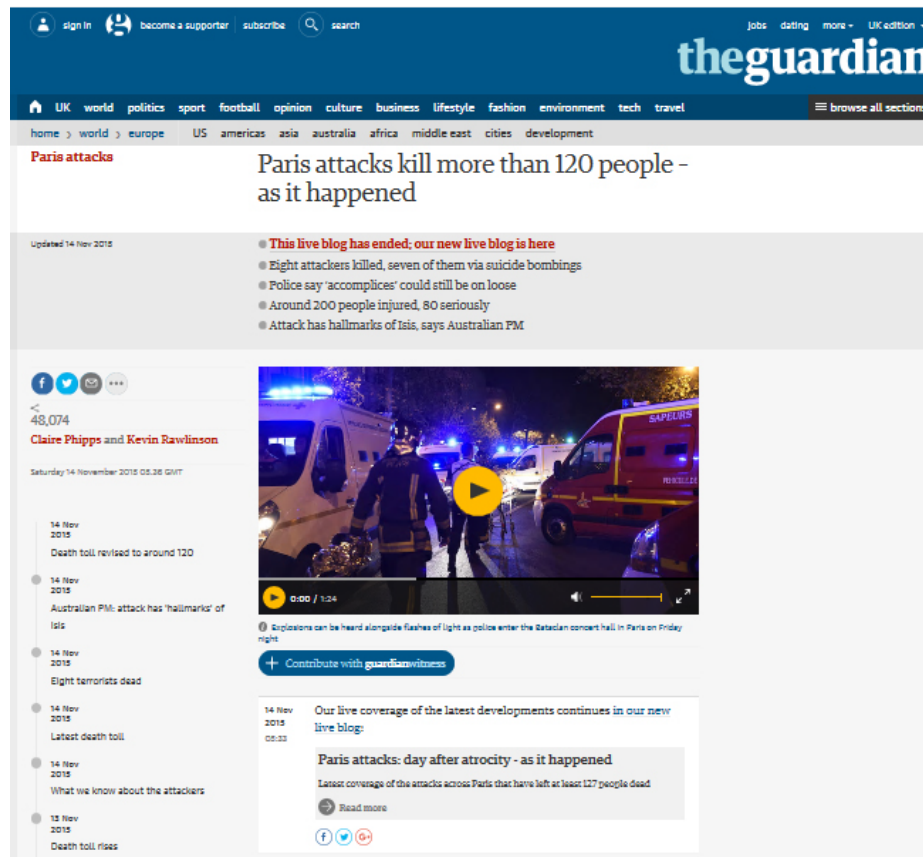 sign in become a supporter subscribe search
jobs dating more UK edition
theguardian
UK world politics sport football opinion culture business lifestyle fashion environment tech travel
browse all sections
home > world > europe US americas asia australia africa middle east cities development
Paris attacks
Paris attacks kill more than 120 people –
as it happened
Updated 14 Nov 2015
This live blog has ended; our new live blog is here
Eight attackers killed, seven of them via suicide bombings
Police say 'accomplices' could still be on loose
Around 200 people injured, 80 seriously
Attack has hallmarks of Isis, says Australian PM
48,074
Claire Phipps and Kevin Rawlinson
Saturday 14 November 2015 05.36 GMT
14 Nov
2015
Death toll revised to around 120
14 Nov
2015
Australian PM: attack has 'hallmarks' of
Isis
14 Nov
2015
Eight terrorists dead
14 Nov
2015
Latest death toll
14 Nov
2015
What we know about the attackers
13 Nov
2015
Death toll rises
SAPEURS
0:00 / 1:24
Explosions can be heard alongside flashes of light as police enter the Bataclan concert hall in Paris on Friday
night
+ Contribute with guardianwitness
14 Nov
2015
05:33
Our live coverage of the latest developments continues in our new
live blog:
Paris attacks: day after atrocity - as it happened
Latest coverage of the attacks across Paris that have left at least 127 people dead
Read more